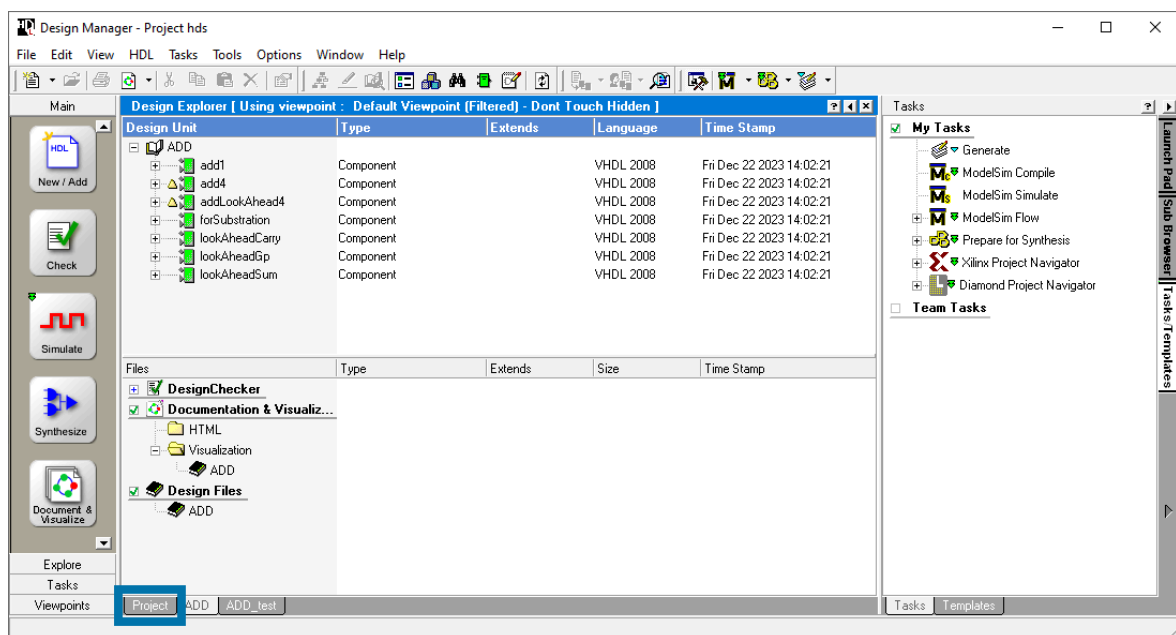 Design Manager - Project hds
File Edit View HDL Tasks Tools Options Window Help
Main
HDL
New / Add
Check
Simulate
Synthesize
Document & Visualize
Explore
Tasks
Viewpoints
Design Explorer [ Using viewpoint : Default Viewpoint (Filtered) - Dont Touch Hidden ]
Design Unit Type Extends Language Time Stamp
ADD
add1 Component VHDL 2008 Fri Dec 22 2023 14:02:21
add4 Component VHDL 2008 Fri Dec 22 2023 14:02:21
addLookAhead4 Component VHDL 2008 Fri Dec 22 2023 14:02:21
forSubstration Component VHDL 2008 Fri Dec 22 2023 14:02:21
lookAheadCarry Component VHDL 2008 Fri Dec 22 2023 14:02:21
lookAheadGp Component VHDL 2008 Fri Dec 22 2023 14:02:21
lookAheadSum Component VHDL 2008 Fri Dec 22 2023 14:02:21
Files Type Extends Size Time Stamp
DesignChecker
Documentation & Visualiz...
HTML
Visualization
ADD
Design Files
ADD
Project ADD ADD_test
Tasks
My Tasks
Generate
ModelSim Compile
ModelSim Simulate
ModelSim Flow
Prepare for Synthesis
Xilinx Project Navigator
Diamond Project Navigator
Team Tasks
Tasks Templates
Launch Pad
Sub Browser
Tasks/Templates